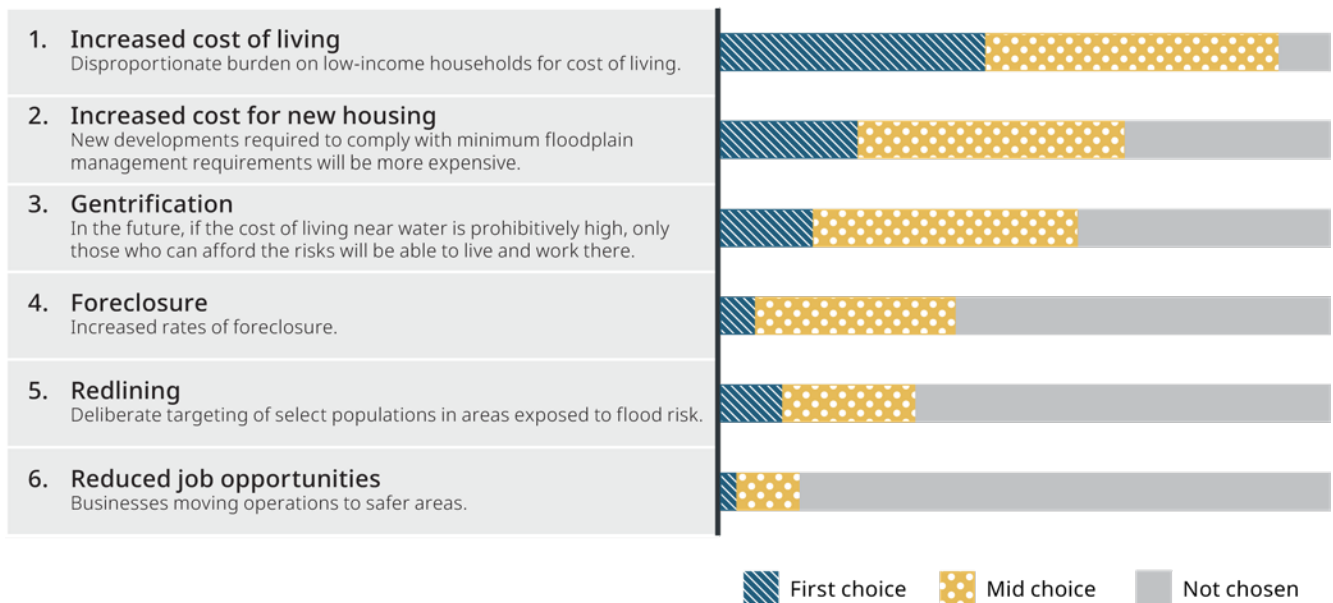 1. Increased cost of living
Disproportionate burden on low-income households for cost of living.
2. Increased cost for new housing
New developments required to comply with minimum floodplain
management requirements will be more expensive.
3. Gentrification
In the future, if the cost of living near water is prohibitively high, only
those who can afford the risks will be able to live and work there.
4. Foreclosure
Increased rates of foreclosure.
5. Redlining
Deliberate targeting of select populations in areas exposed to flood risk.
6. Reduced job opportunities
Businesses moving operations to safer areas.
First choice Mid choice Not chosen